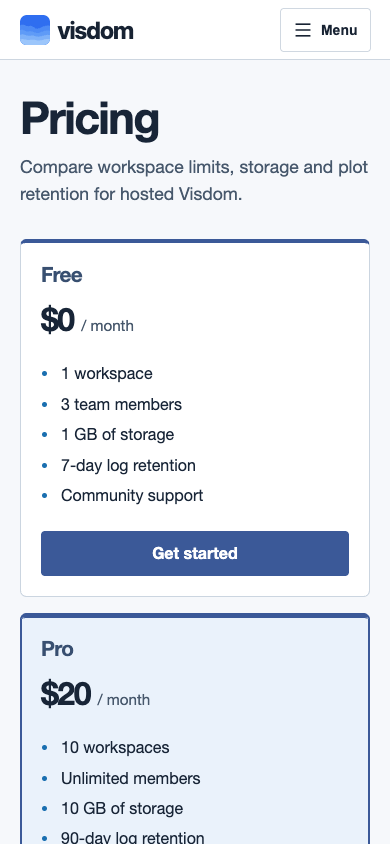 visdom
Menu
Pricing
Compare workspace limits, storage and plot
retention for hosted Visdom.
Free
$0 / month
• 1 workspace
• 3 team members
• 1 GB of storage
• 7-day log retention
• Community support
Get started
Pro
$20 / month
• 10 workspaces
• Unlimited members
• 10 GB of storage
• 90-day log retention